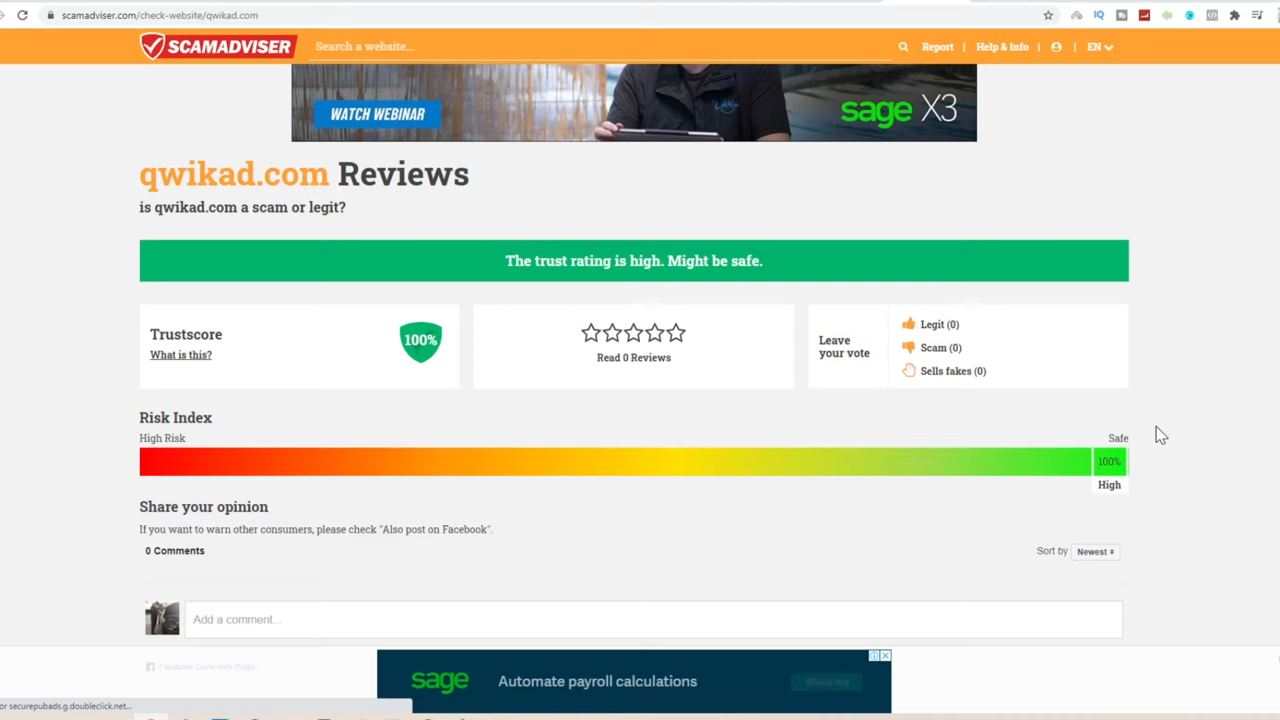 scamadviser.com/check-website/qwikad.com
SCAMADVISER
Search a website...
Report | Help & Info | | EN
WATCH WEBINAR
sage X3
qwikad.com Reviews
is qwikad.com a scam or legit?
The trust rating is high. Might be safe.
Trustscore
What is this?
100%
Read 0 Reviews
Leave
your vote
Legit (0)
Scam (0)
Sells fakes (0)
Risk Index
High Risk
Safe
100%
High
Share your opinion
If you want to warn other consumers, please check "Also post on Facebook".
0 Comments
Sort by Newest
Add a comment...
Facebook Comments Plugin
sage Automate payroll calculations Show me
or securepubads.g.doubleclick.net...